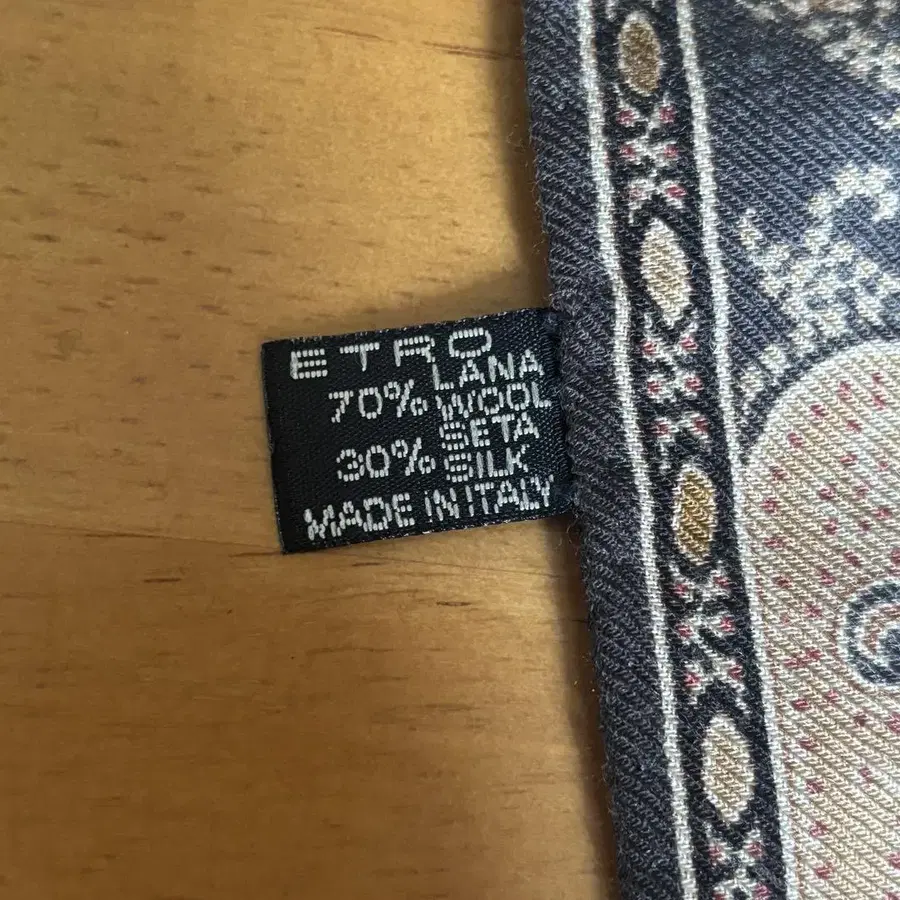 ETRO
LANA
70% WOOL
SETA
30% SILK
MADE IN ITALY